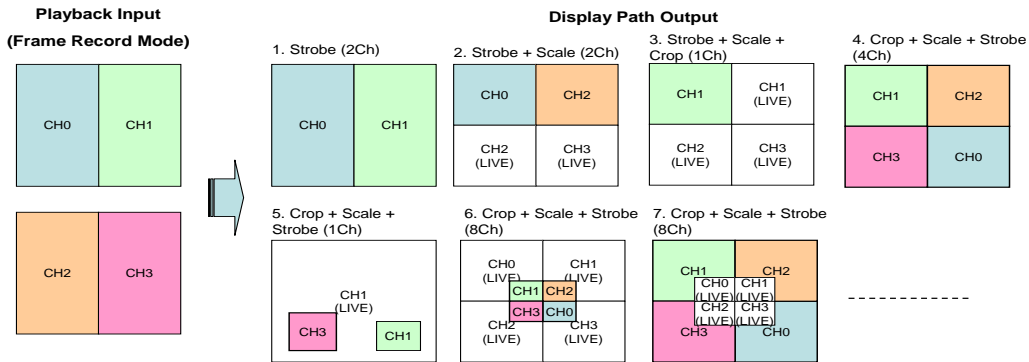 Playback Input
(Frame Record Mode)
CH0
CH1
CH2
CH3
Display Path Output
1. Strobe (2Ch)
CH0
CH1
2. Strobe + Scale (2Ch)
CH0
CH2
CH2
(LIVE)
CH3
(LIVE)
3. Strobe + Scale +
Crop (1Ch)
CH1
CH1
(LIVE)
CH2
(LIVE)
CH3
(LIVE)
4. Crop + Scale + Strobe
(4Ch)
CH1
CH2
CH3
CH0
5. Crop + Scale +
Strobe (1Ch)
CH1
(LIVE)
CH3
CH1
6. Crop + Scale + Strobe
(8Ch)
CH0
(LIVE)
CH1
(LIVE)
CH1
CH2
CH3
CH0
CH2
(LIVE)
CH3
(LIVE)
7. Crop + Scale + Strobe
(8Ch)
CH1
CH2
CH0
(LIVE)
CH1
(LIVE)
CH2
(LIVE)
CH3
(LIVE)
CH3
CH0